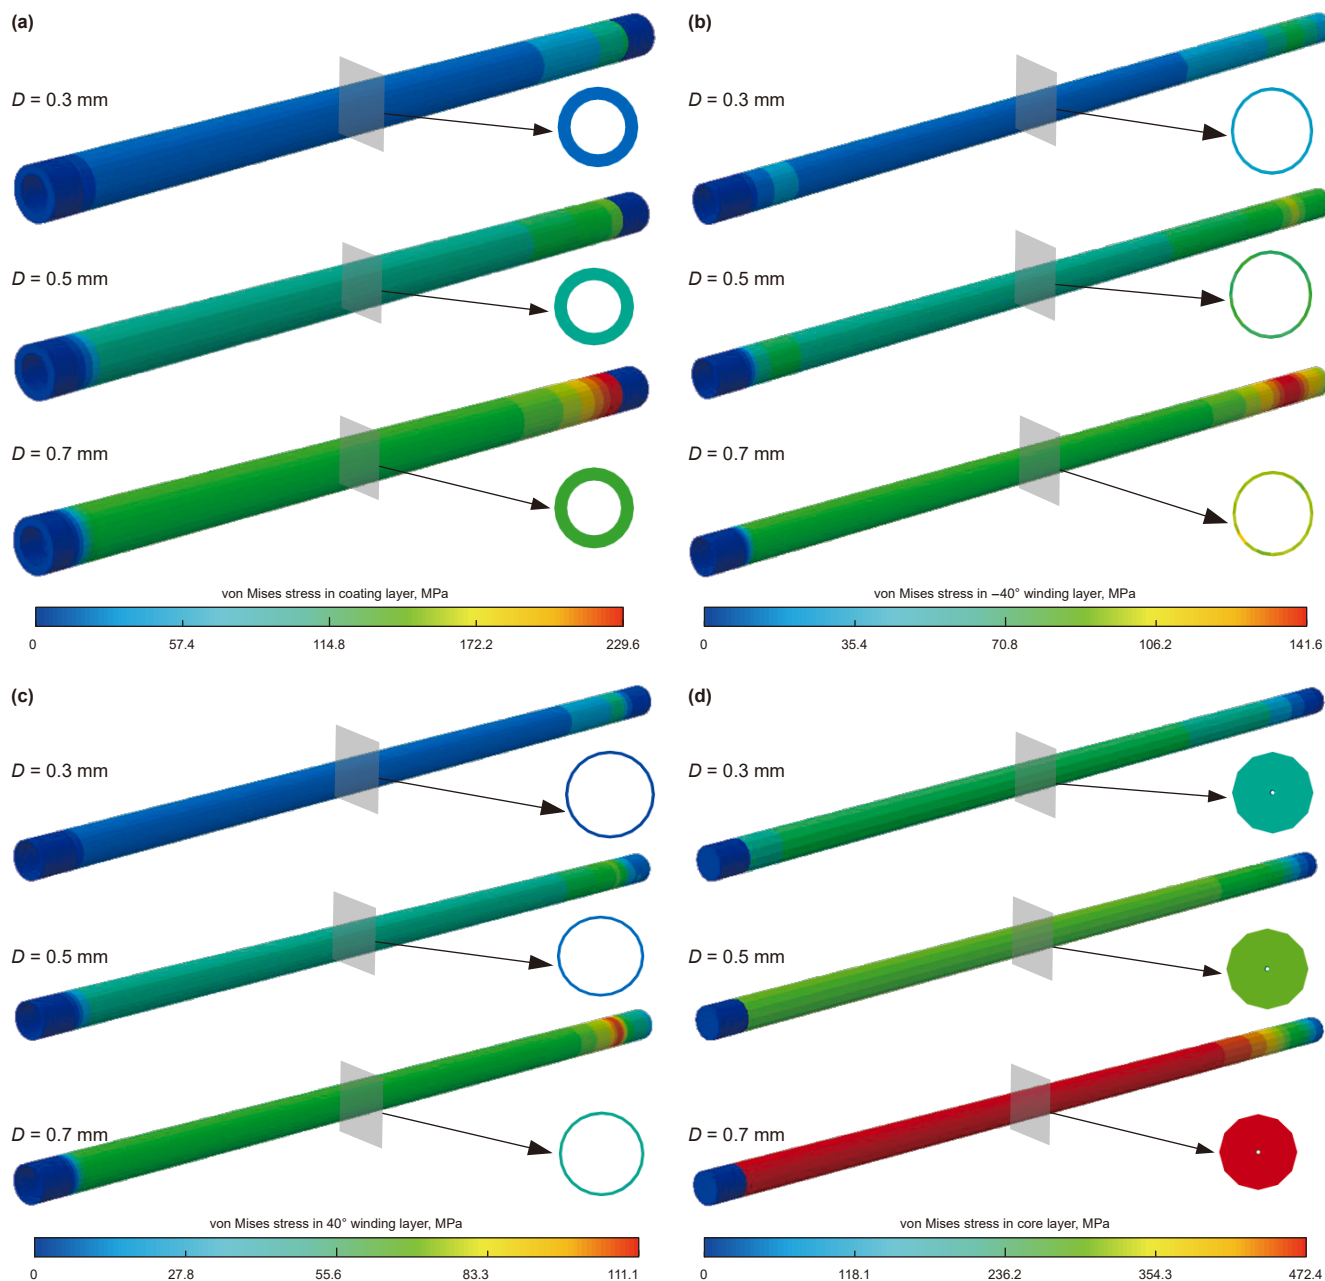 (a)
D = 0.3 mm
D = 0.5 mm
D = 0.7 mm
von Mises stress in coating layer, MPa
0 57.4 114.8 172.2 229.6
(b)
D = 0.3 mm
D = 0.5 mm
D = 0.7 mm
von Mises stress in −40° winding layer, MPa
0 35.4 70.8 106.2 141.6
(c)
D = 0.3 mm
D = 0.5 mm
D = 0.7 mm
von Mises stress in 40° winding layer, MPa
0 27.8 55.6 83.3 111.1
(d)
D = 0.3 mm
D = 0.5 mm
D = 0.7 mm
von Mises stress in core layer, MPa
0 118.1 236.2 354.3 472.4